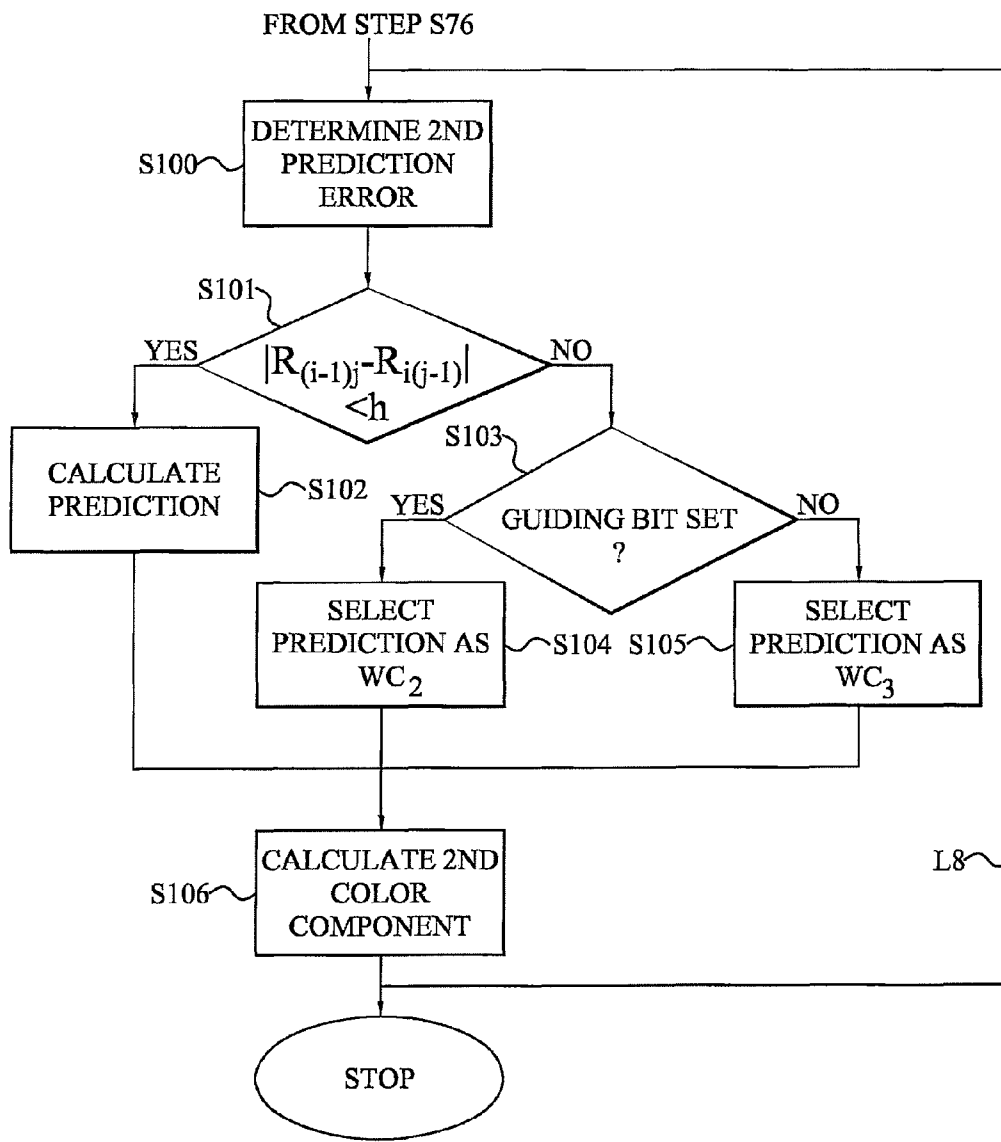 FROM STEP S76
DETERMINE 2ND
PREDICTION
ERROR
S100
S101
YES
NO
|R(i-1)j-Ri(j-1)|
<h
S103
CALCULATE
PREDICTION
S102
YES
NO
GUIDING BIT SET
?
SELECT
PREDICTION AS
WC2
S104
S105
SELECT
PREDICTION AS
WC3
CALCULATE 2ND
COLOR
COMPONENT
S106
L8
STOP